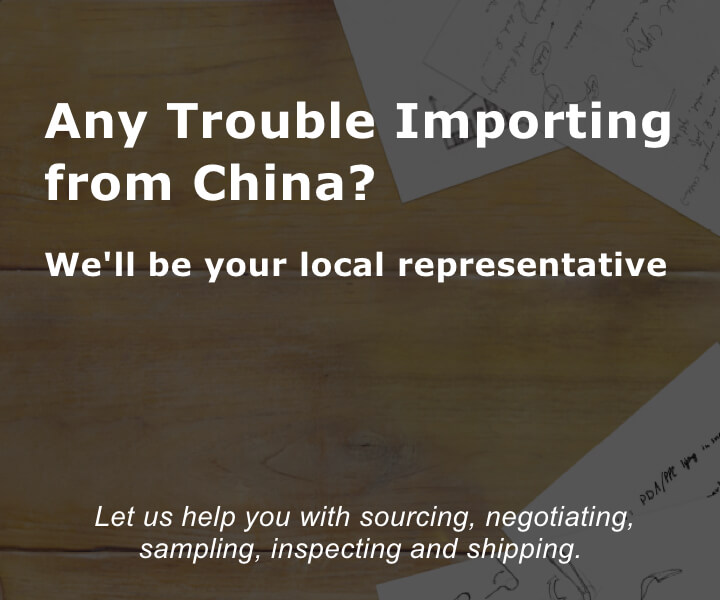 Any Trouble Importing
from China?
We'll be your local representative
Let us help you with sourcing, negotiating,
sampling, inspecting and shipping.